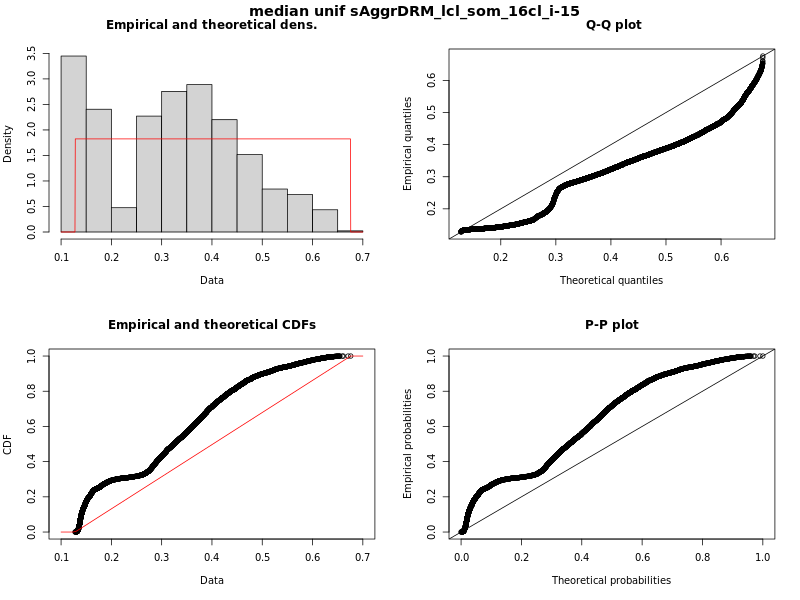 median unif sAggrDRM_lcl_som_16cl_i-15
Empirical and theoretical dens.
Density
0.0 0.5 1.0 1.5 2.0 2.5 3.0 3.5
0.1 0.2 0.3 0.4 0.5 0.6 0.7
Data
Q-Q plot
Empirical quantiles
0.2 0.3 0.4 0.5 0.6
0.2 0.3 0.4 0.5 0.6
Theoretical quantiles
Empirical and theoretical CDFs
CDF
0.0 0.2 0.4 0.6 0.8 1.0
0.1 0.2 0.3 0.4 0.5 0.6 0.7
Data
P-P plot
Empirical probabilities
0.0 0.2 0.4 0.6 0.8 1.0
0.0 0.2 0.4 0.6 0.8 1.0
Theoretical probabilities